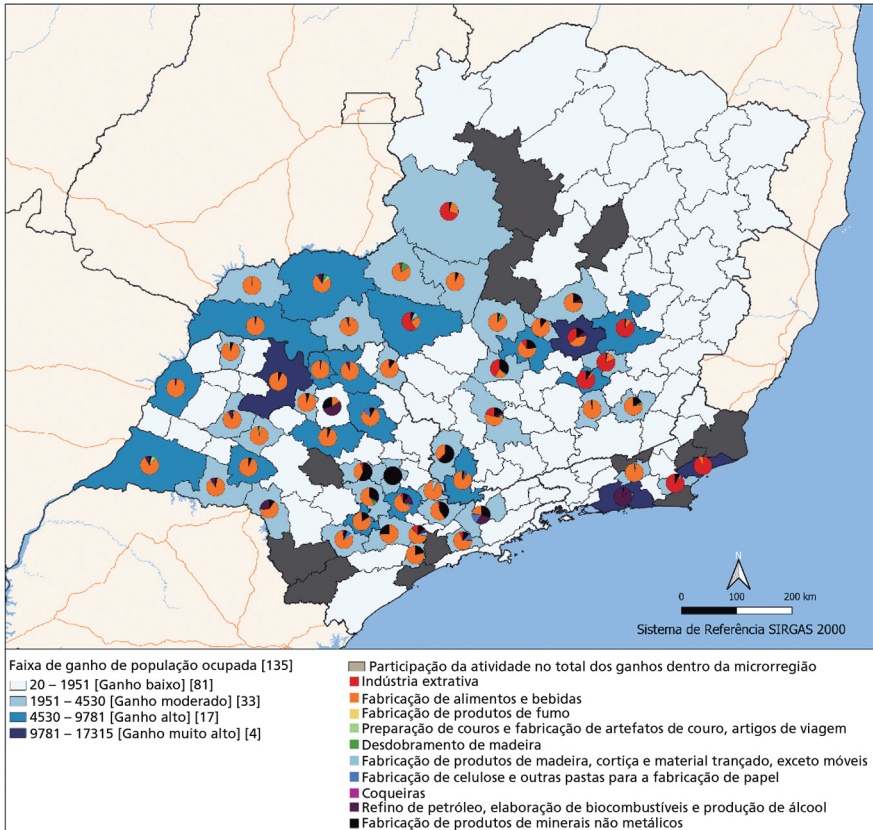 N
0 100 200 km
Sistema de Referência SIRGAS 2000
Faixa de ganho de população ocupada [135]
20 – 1951 [Ganho baixo] [81]
1951 – 4530 [Ganho moderado] [33]
4530 – 9781 [Ganho alto] [17]
9781 – 17315 [Ganho muito alto] [4]
Participação da atividade no total dos ganhos dentro da microrregião
Indústria extrativa
Fabricação de alimentos e bebidas
Fabricação de produtos de fumo
Preparação de couros e fabricação de artefatos de couro, artigos de viagem
Desdobramento de madeira
Fabricação de produtos de madeira, cortiça e material trançado, exceto móveis
Fabricação de celulose e outras pastas para a fabricação de papel
Coqueiras
Refino de petróleo, elaboração de biocombustíveis e produção de álcool
Fabricação de produtos de minerais não metálicos